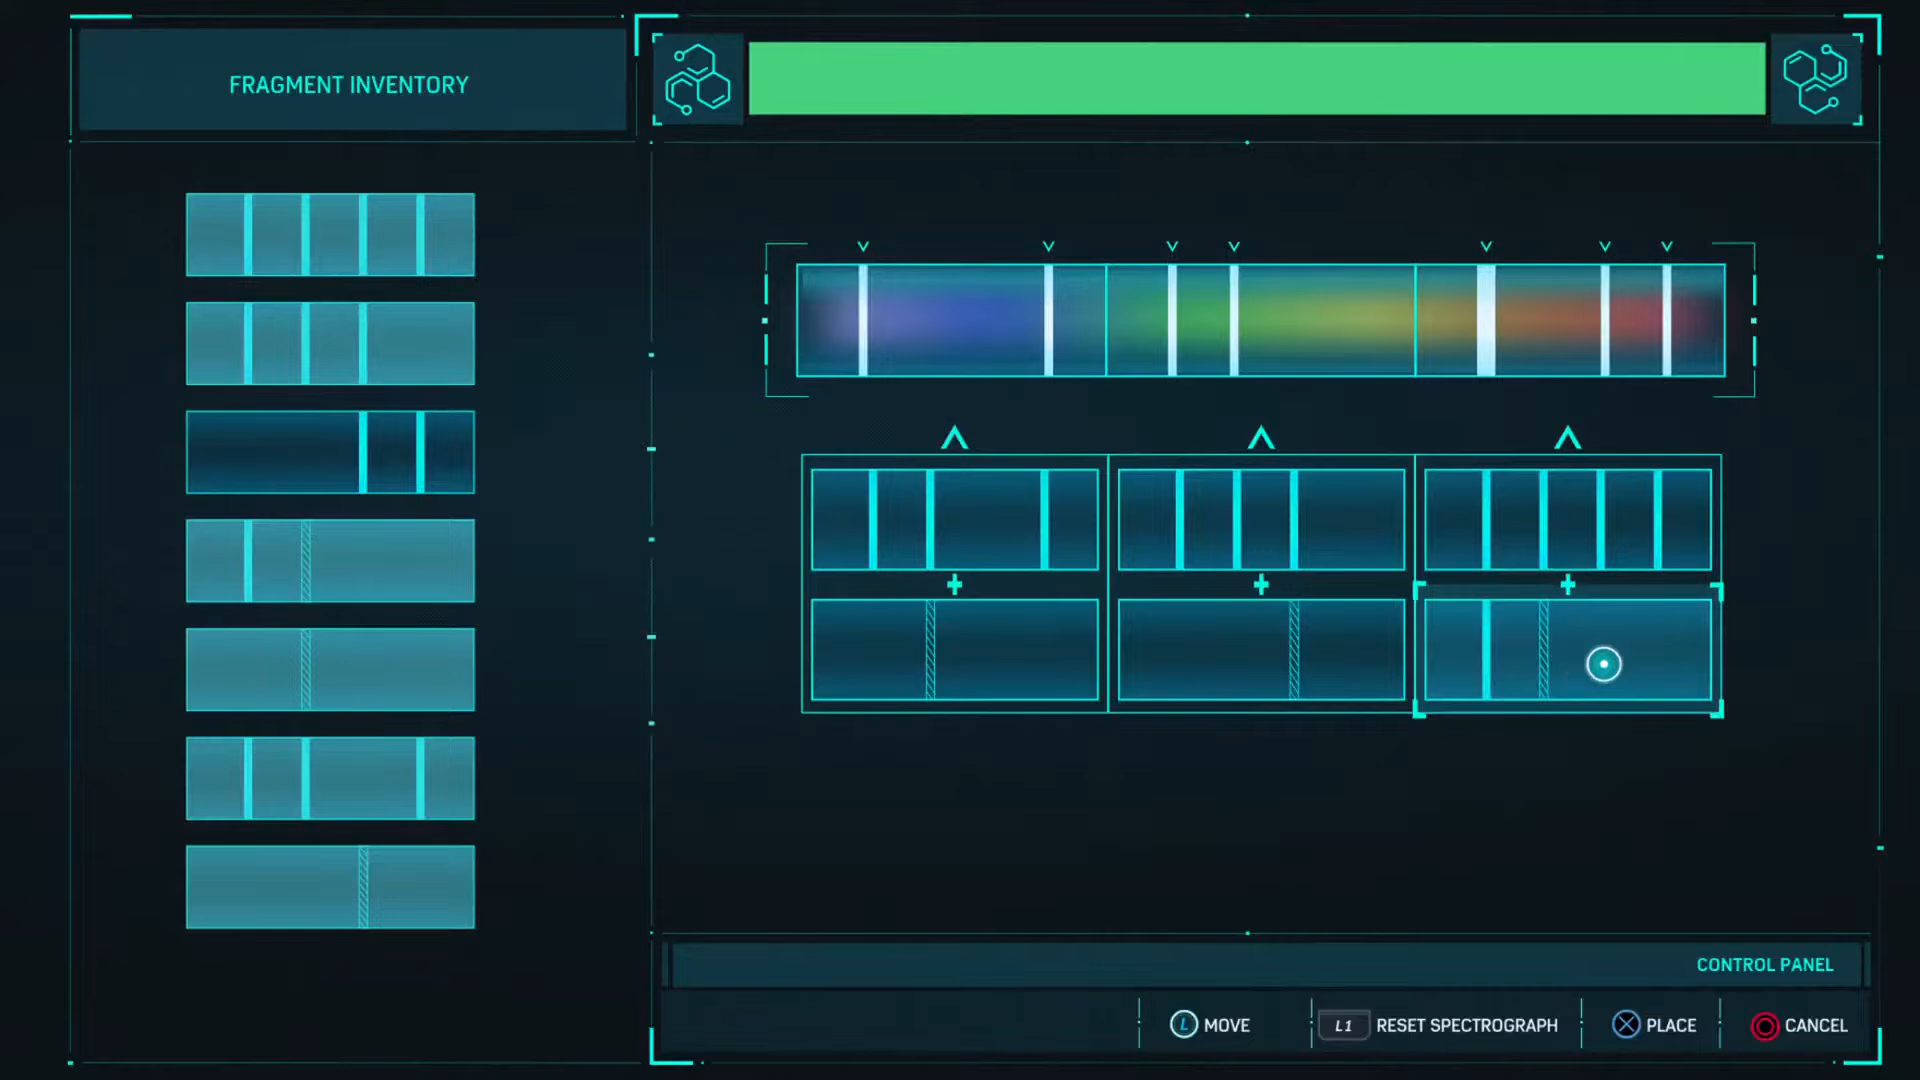 FRAGMENT INVENTORY
CONTROL PANEL
L MOVE
L1 RESET SPECTROGRAPH
PLACE
CANCEL